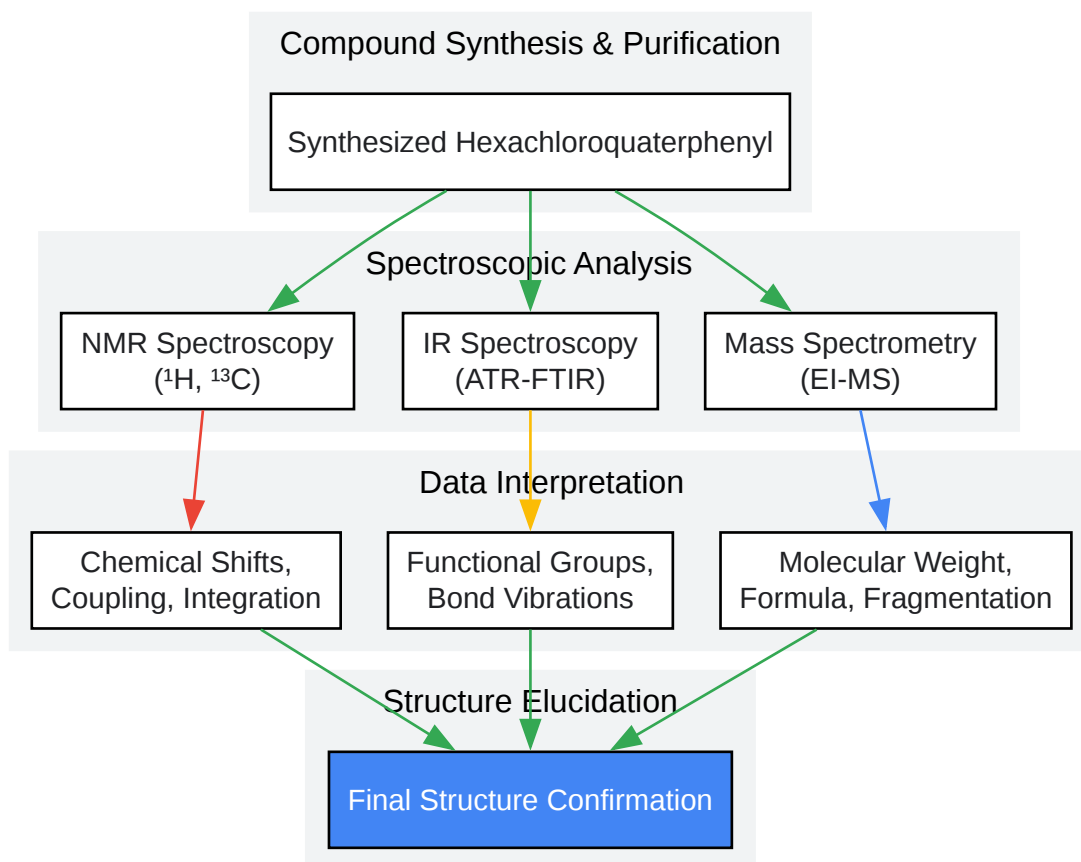 Compound Synthesis & Purification
Synthesized Hexachloroquaterphenyl
Spectroscopic Analysis
NMR Spectroscopy
(¹H, ¹³C)
IR Spectroscopy
(ATR-FTIR)
Mass Spectrometry
(EI-MS)
Data Interpretation
Chemical Shifts,
Coupling, Integration
Functional Groups,
Bond Vibrations
Molecular Weight,
Formula, Fragmentation
Structure Elucidation
Final Structure Confirmation